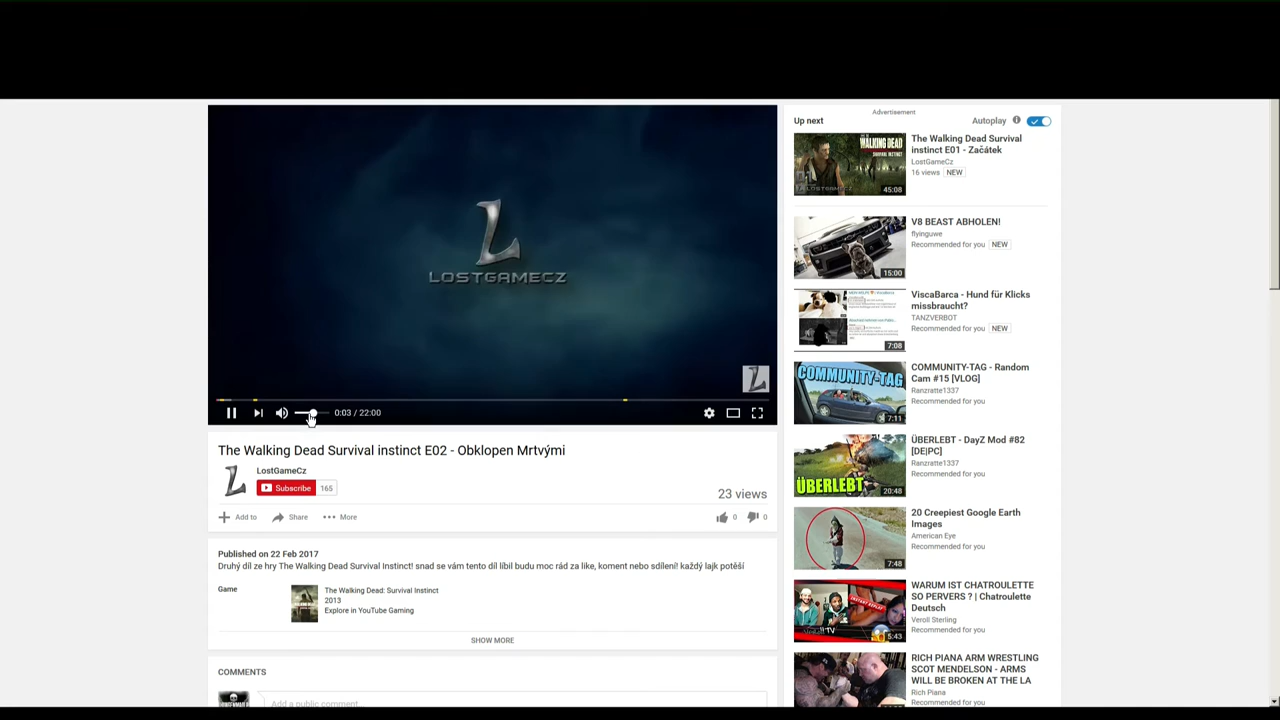 LOSTGAMECZ
0:03 / 22:00
The Walking Dead Survival instinct E02 - Obklopen Mrtvými
LostGameCz
Subscribe 165
23 views
Add to Share More 0 0
Published on 22 Feb 2017
Druhý díl ze hry The Walking Dead Survival Instinct! snad se vám tento díl líbil budu moc rád za like, koment nebo sdílení! každý lajk potěší
Game
The Walking Dead: Survival Instinct
2013
Explore in YouTube Gaming
SHOW MORE
COMMENTS
Add a public comment...
Advertisement
Up next Autoplay
WALKING DEAD
45:08
The Walking Dead Survival
instinct E01 - Začátek
LostGameCz
16 views NEW
15:00
V8 BEAST ABHOLEN!
flyinguwe
Recommended for you NEW
7:08
ViscaBarca - Hund für Klicks
missbraucht?
TANZVERBOT
Recommended for you NEW
COMMUNITY-TAG
7:11
COMMUNITY-TAG - Random
Cam #15 [VLOG]
Ranzratte1337
Recommended for you
ÜBERLEBT
20:48
ÜBERLEBT - DayZ Mod #82
[DE|PC]
Ranzratte1337
Recommended for you
7:48
20 Creepiest Google Earth
Images
American Eye
Recommended for you
5:43
WARUM IST CHATROULETTE
SO PERVERS ? | Chatroulette
Deutsch
Veroll Sterling
Recommended for you
RICH PIANA ARM WRESTLING
SCOT MENDELSON - ARMS
WILL BE BROKEN AT THE LA
Rich Piana
Recommended for you